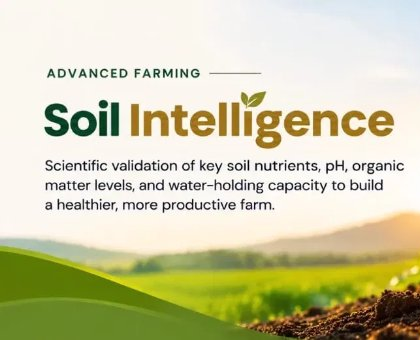 ADVANCED FARMING
Soil Intelligence
Scientific validation of key soil nutrients, pH, organic
matter levels, and water-holding capacity to build
a healthier, more productive farm.